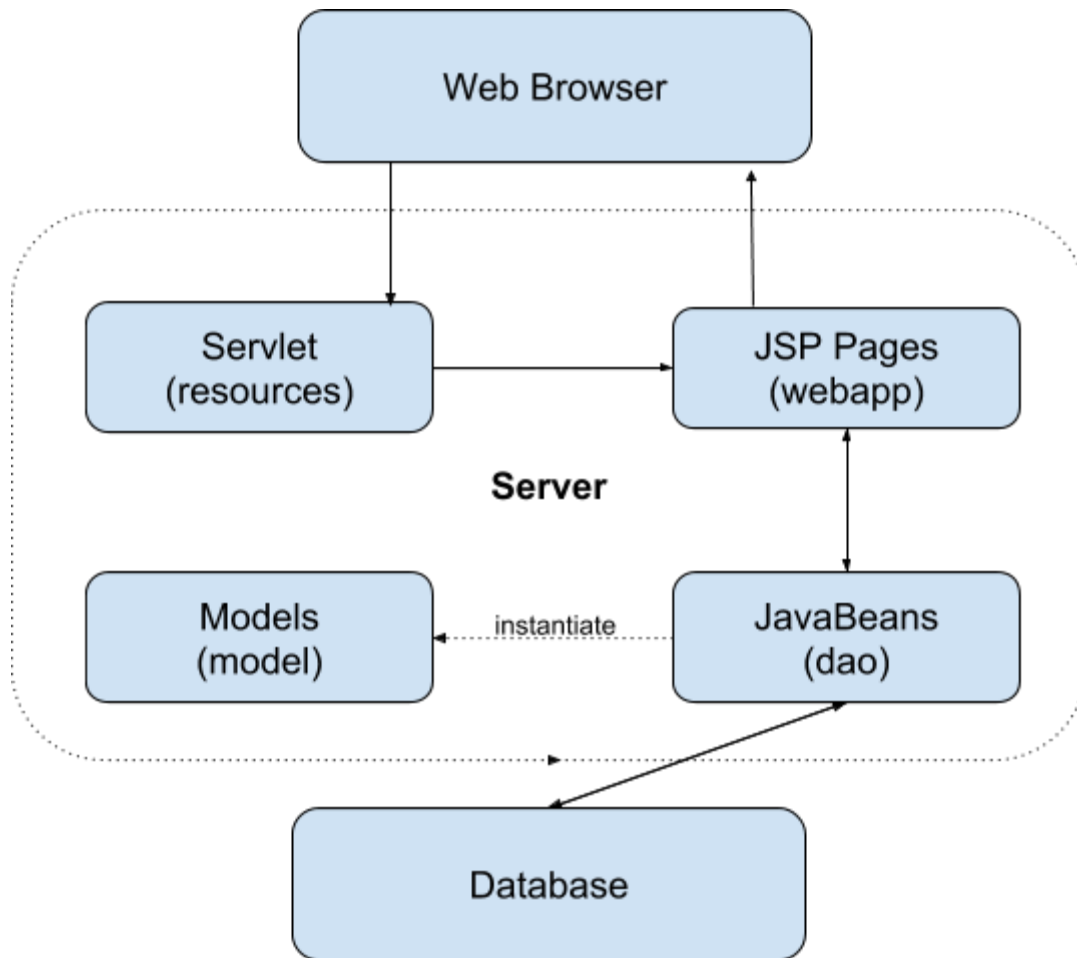 Web Browser
Servlet
(resources)
JSP Pages
(webapp)
Server
Models
(model)
instantiate
JavaBeans
(dao)
Database